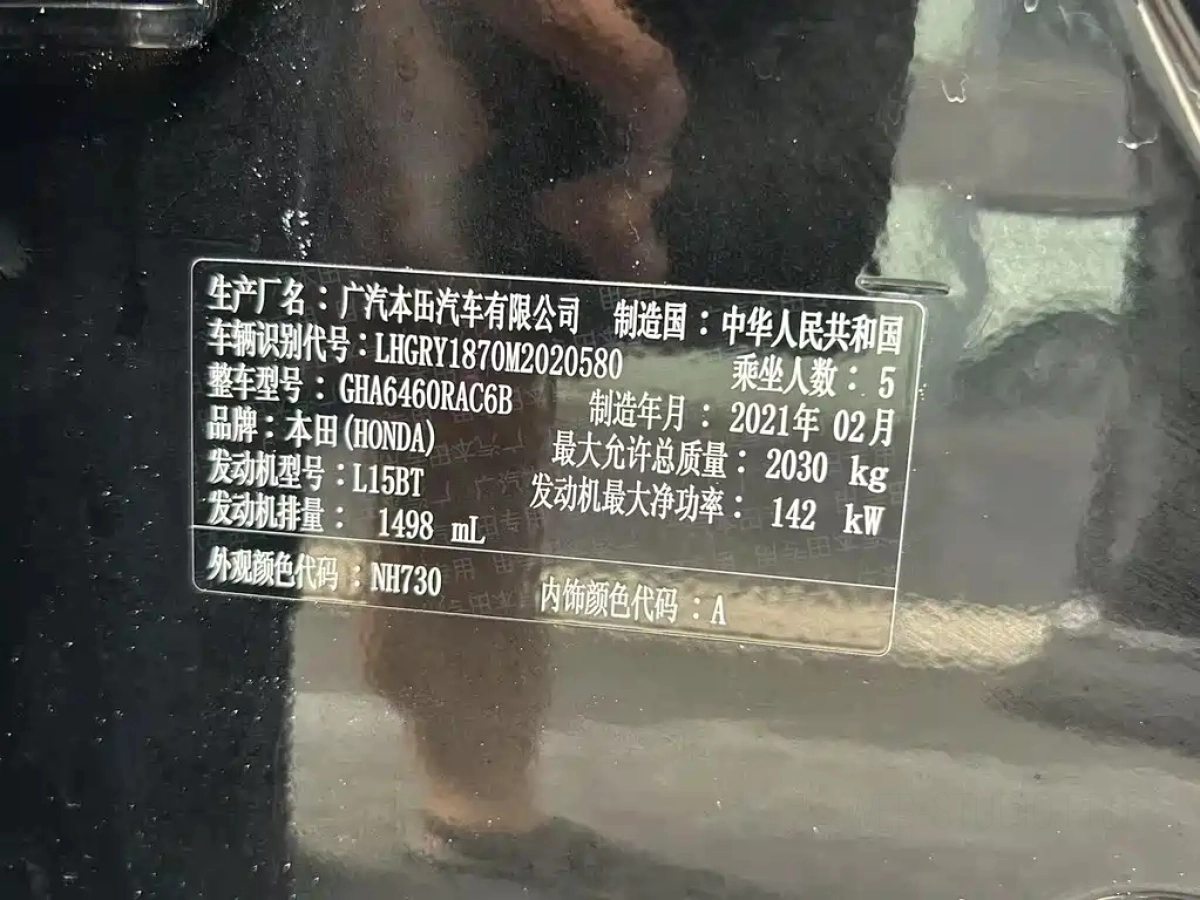 生产厂名：广汽本田汽车有限公司 制造国：中华人民共和国
车辆识别代号：LHGRY1870M2020580 乘坐人数：5
整车型号：GHA6460RAC6B 制造年月：2021年 02月
品牌：本田(HONDA) 最大允许总质量：2030 kg
发动机型号：L15BT 发动机最大净功率：142 kW
发动机排量：1498 mL
外观颜色代码：NH730 内饰颜色代码：A